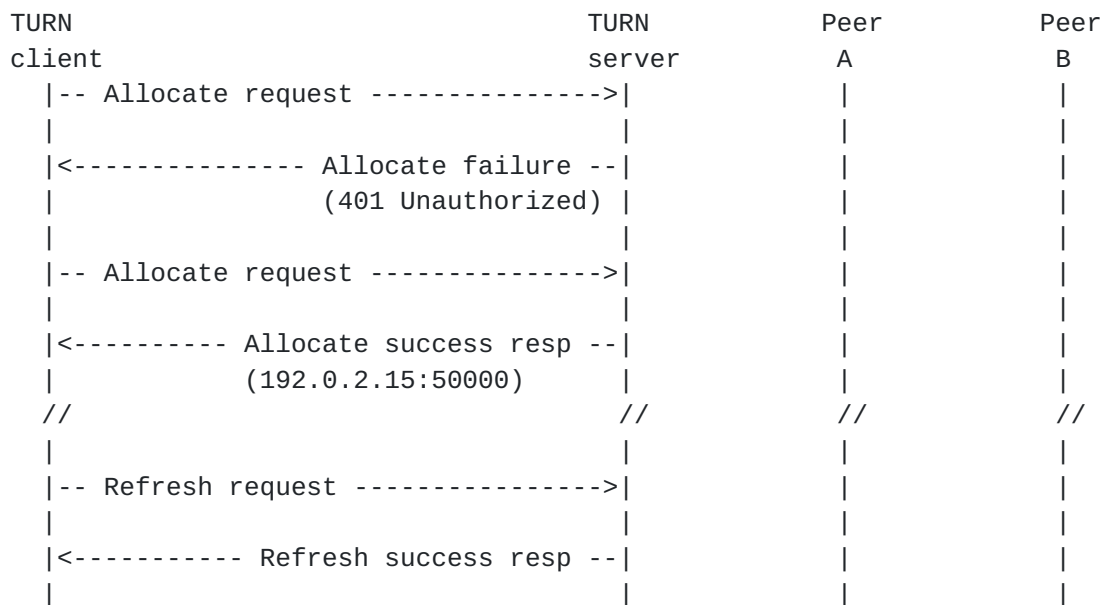 TURN                                 TURN          Peer          Peer
client                               server          A             B
  |-- Allocate request --------------->|             |             |
  |                                    |             |             |
  |<--------------- Allocate failure --|             |             |
  |                 (401 Unauthorized) |             |             |
  |                                    |             |             |
  |-- Allocate request --------------->|             |             |
  |                                    |             |             |
  |<---------- Allocate success resp --|             |             |
  |            (192.0.2.15:50000)      |             |             |
  //                                   //            //            //
  |                                    |             |             |
  |-- Refresh request ---------------->|             |             |
  |                                    |             |             |
  |<----------- Refresh success resp --|             |             |
  |                                    |             |             |